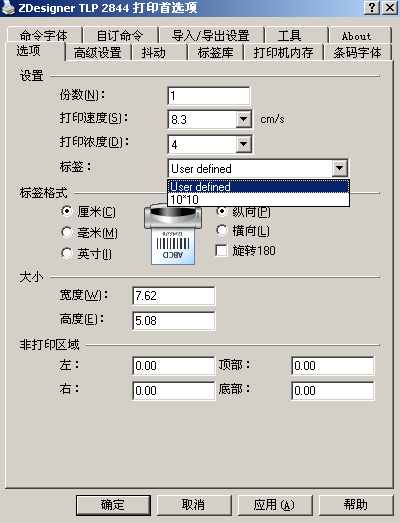 ZDesigner TLP 2844 打印首选项
命令字体 自订命令 导入/导出设置 工具 About
选项 高级设置 抖动 标签库 打印机内存 条码字体
设置
份数(N)： 1
打印速度(S)： 8.3 cm/s
打印浓度(D)： 4
标签： User defined
User defined
10*10
标签格式
厘米(C) 纵向(P)
毫米(M) 横向(L)
英寸(I) 旋转180
ABCD
大小
宽度(W)： 7.62
高度(E)： 5.08
非打印区域
左： 0.00 顶部： 0.00
右： 0.00 底部： 0.00
确定 取消 应用(A) 帮助